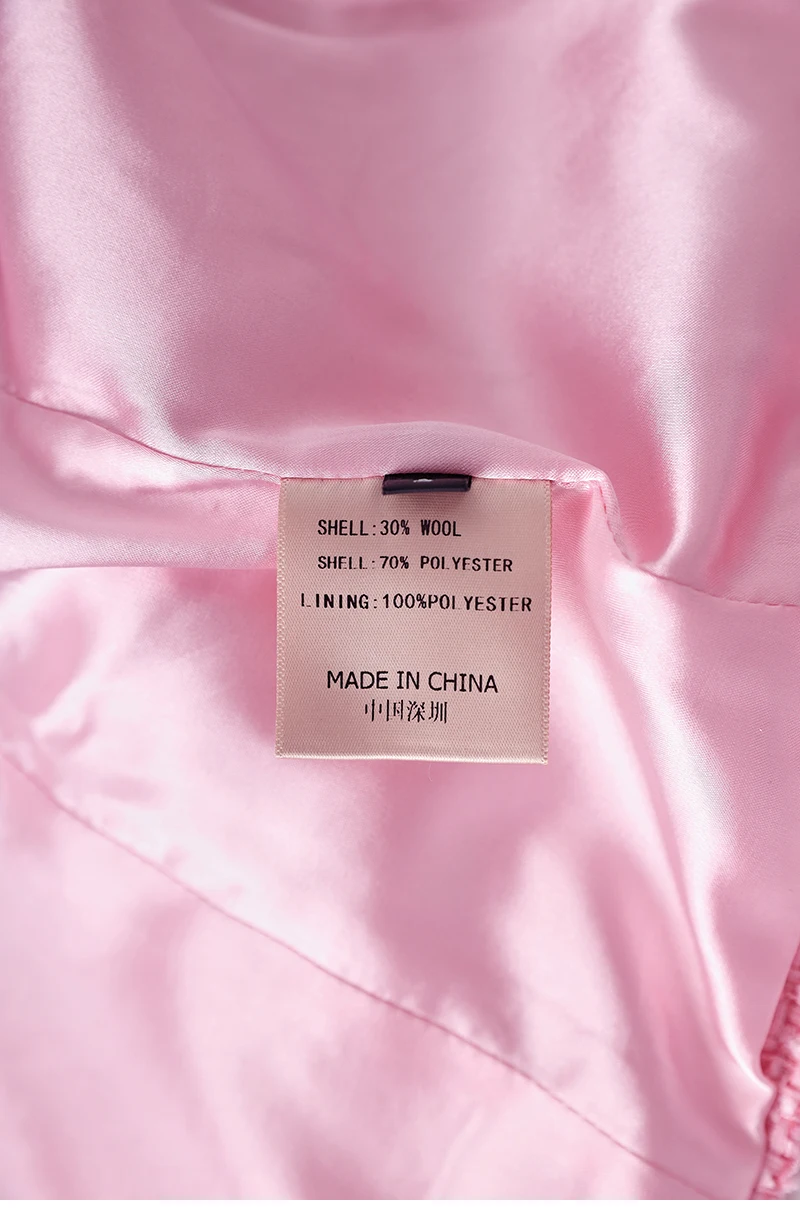 SHELL:30% WOOL
SHELL:70% POLYESTER
LINING:100%POLYESTER
MADE IN CHINA
中国深圳